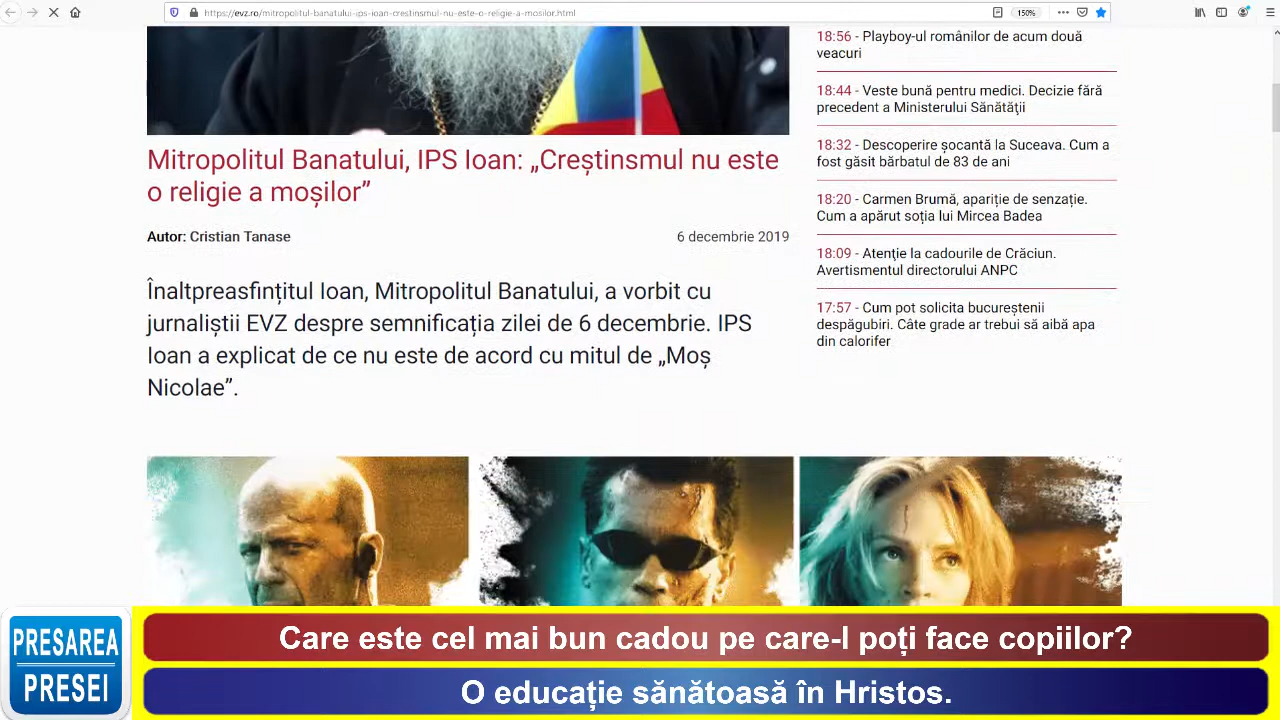 https://evz.ro/mitropolitul-banatului-ips-ioan-crestinsmul-nu-este-o-religie-a-mosilor.html
150%
18:56 - Playboy-ul românilor de acum două
veacuri
18:44 - Veste bună pentru medici. Decizie fără
precedent a Ministerului Sănătății
18:32 - Descoperire șocantă la Suceava. Cum a
fost găsit bărbatul de 83 de ani
18:20 - Carmen Brumă, apariție de senzație.
Cum a apărut soția lui Mircea Badea
18:09 - Atenție la cadourile de Crăciun.
Avertismentul directorului ANPC
17:57 - Cum pot solicita bucureștenii
despăgubiri. Câte grade ar trebui să aibă apa
din calorifer
Mitropolitul Banatului, IPS Ioan: „Creștinsmul nu este
o religie a moșilor”
Autor: Cristian Tanase
6 decembrie 2019
Înaltpreasfințitul Ioan, Mitropolitul Banatului, a vorbit cu
jurnaliștii EVZ despre semnificația zilei de 6 decembrie. IPS
Ioan a explicat de ce nu este de acord cu mitul de „Moș
Nicolae”.
PRESAREA
PRESEI
Care este cel mai bun cadou pe care-l poți face copiilor?
O educație sănătoasă în Hristos.